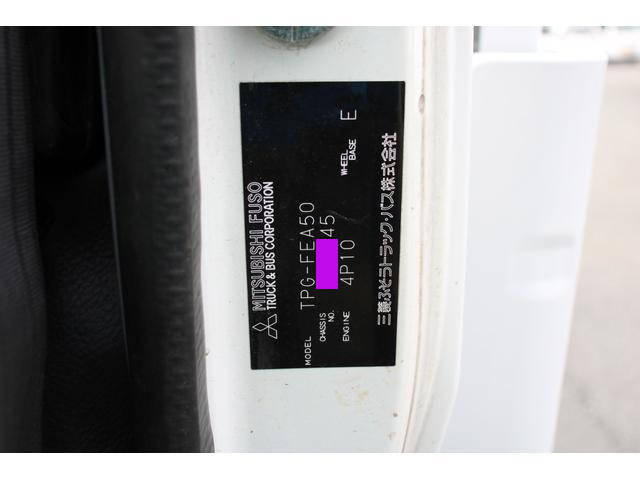 MITSUBISHI FUSO
TRUCK & BUS CORPORATION
MODEL TPG-FEA50
CHASSIS NO. 45
ENGINE 4P10 WHEEL BASE E
三菱ふそうトラック・バス株式会社